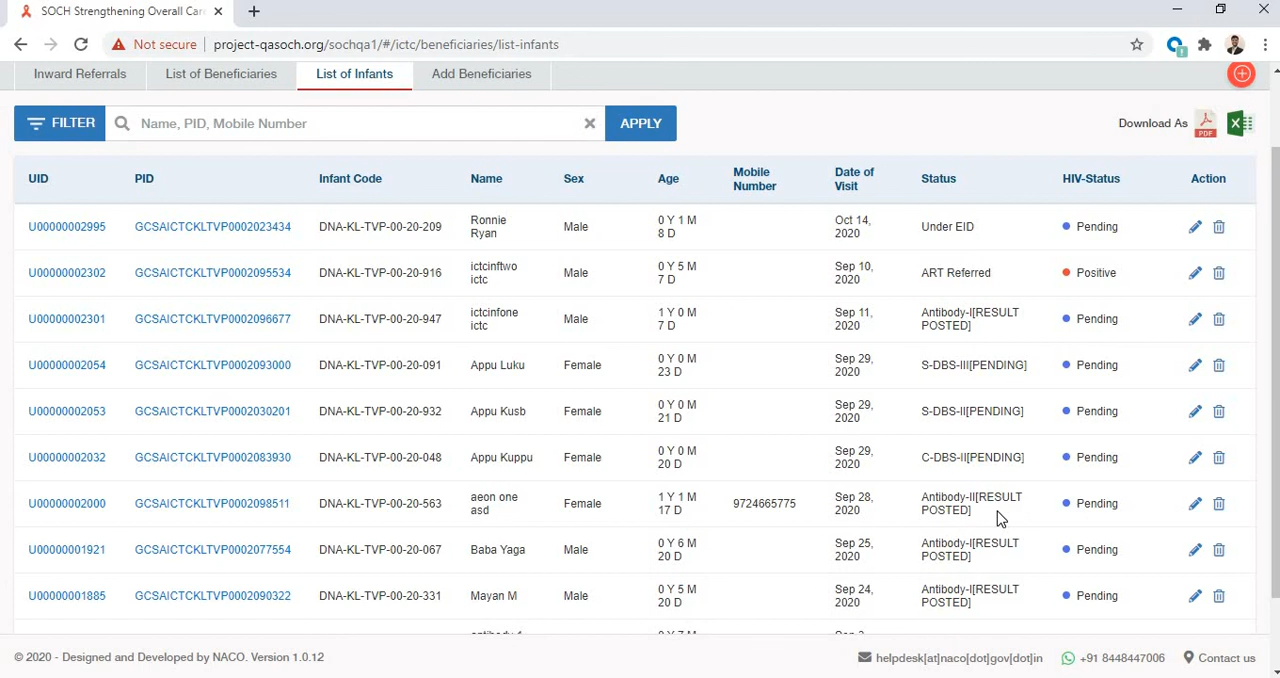 SOCH Strengthening Overall Car
Not secure project-qasoch.org/sochqa1/#/ictc/beneficiaries/list-infants
Inward Referrals List of Beneficiaries List of Infants Add Beneficiaries
FILTER Name, PID, Mobile Number APPLY Download As PDF
UID PID Infant Code Name Sex Age Mobile Number Date of Visit Status HIV-Status Action
U00000002995 GCSAICTCKLTVP0002023434 DNA-KL-TVP-00-20-209 Ronnie Ryan Male 0 Y 1 M 8 D Oct 14, 2020 Under EID Pending
U00000002302 GCSAICTCKLTVP0002095534 DNA-KL-TVP-00-20-916 ictcinftwo ictc Male 0 Y 5 M 7 D Sep 10, 2020 ART Referred Positive
U00000002301 GCSAICTCKLTVP0002096677 DNA-KL-TVP-00-20-947 ictcinfone ictc Male 1 Y 0 M 7 D Sep 11, 2020 Antibody-I[RESULT POSTED] Pending
U00000002054 GCSAICTCKLTVP0002093000 DNA-KL-TVP-00-20-091 Appu Luku Female 0 Y 0 M 23 D Sep 29, 2020 S-DBS-III[PENDING] Pending
U00000002053 GCSAICTCKLTVP0002030201 DNA-KL-TVP-00-20-932 Appu Kusb Female 0 Y 0 M 21 D Sep 29, 2020 S-DBS-II[PENDING] Pending
U00000002032 GCSAICTCKLTVP0002083930 DNA-KL-TVP-00-20-048 Appu Kuppu Female 0 Y 0 M 20 D Sep 29, 2020 C-DBS-II[PENDING] Pending
U00000002000 GCSAICTCKLTVP0002098511 DNA-KL-TVP-00-20-563 aeon one asd Female 1 Y 1 M 17 D 9724665775 Sep 28, 2020 Antibody-II[RESULT POSTED] Pending
U00000001921 GCSAICTCKLTVP0002077554 DNA-KL-TVP-00-20-067 Baba Yaga Male 0 Y 6 M 20 D Sep 25, 2020 Antibody-I[RESULT POSTED] Pending
U00000001885 GCSAICTCKLTVP0002090322 DNA-KL-TVP-00-20-331 Mayan M Male 0 Y 5 M 20 D Sep 24, 2020 Antibody-I[RESULT POSTED] Pending
© 2020 - Designed and Developed by NACO. Version 1.0.12 helpdesk[at]naco[dot]gov[dot]in +91 8448447006 Contact us